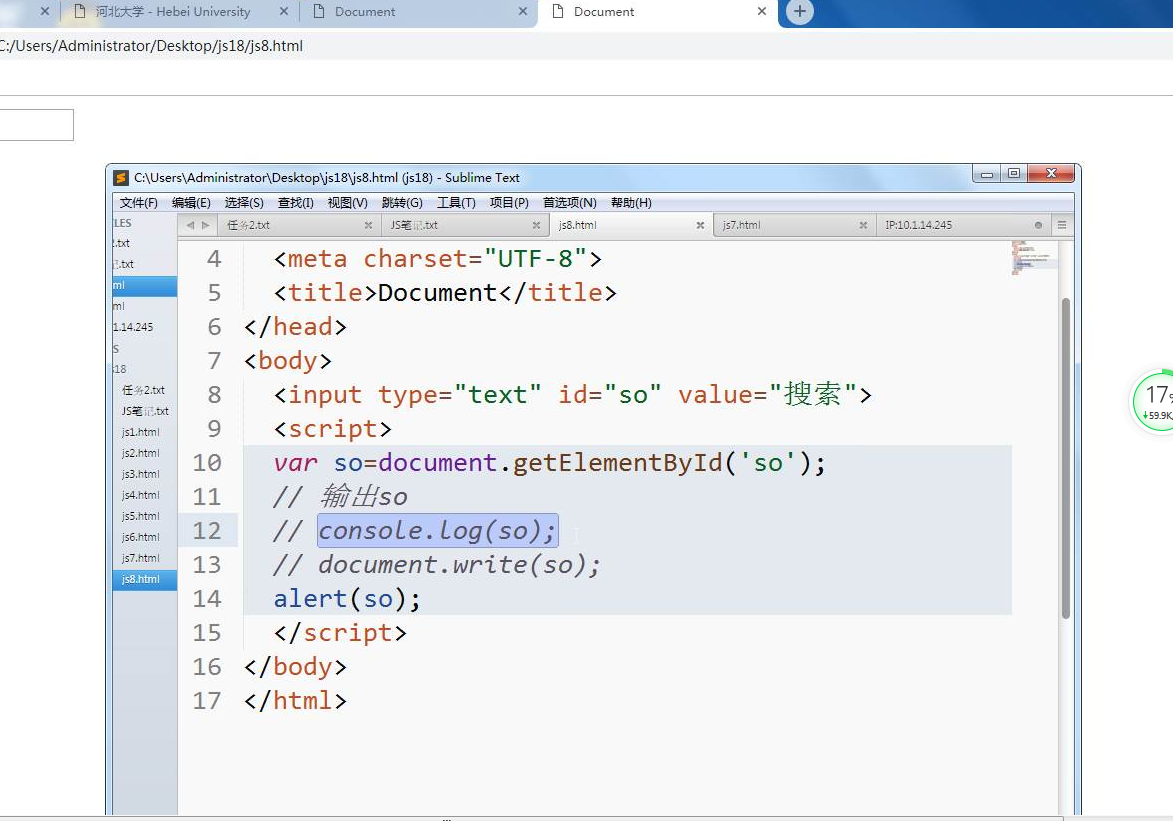 河北大学 - Hebei University
Document
Document
C:/Users/Administrator/Desktop/js18/js8.html
C:\Users\Administrator\Desktop\js18\js8.html (js18) - Sublime Text
文件(F) 编辑(E) 选择(S) 查找(I) 视图(V) 跳转(G) 工具(T) 项目(P) 首选项(N) 帮助(H)
任务2.txt
JS笔记.txt
js8.html
js7.html
IP:10.1.14.245
1.14.245
任务2.txt
JS笔记.txt
js1.html
js2.html
js3.html
js4.html
js5.html
js6.html
js7.html
js8.html
4 <meta charset="UTF-8">
5 <title>Document</title>
6 </head>
7 <body>
8 <input type="text" id="so" value="搜索">
9 <script>
10 var so=document.getElementById('so');
11 // 输出so
12 // console.log(so);
13 // document.write(so);
14 alert(so);
15 </script>
16 </body>
17 </html>
17%
59.9K